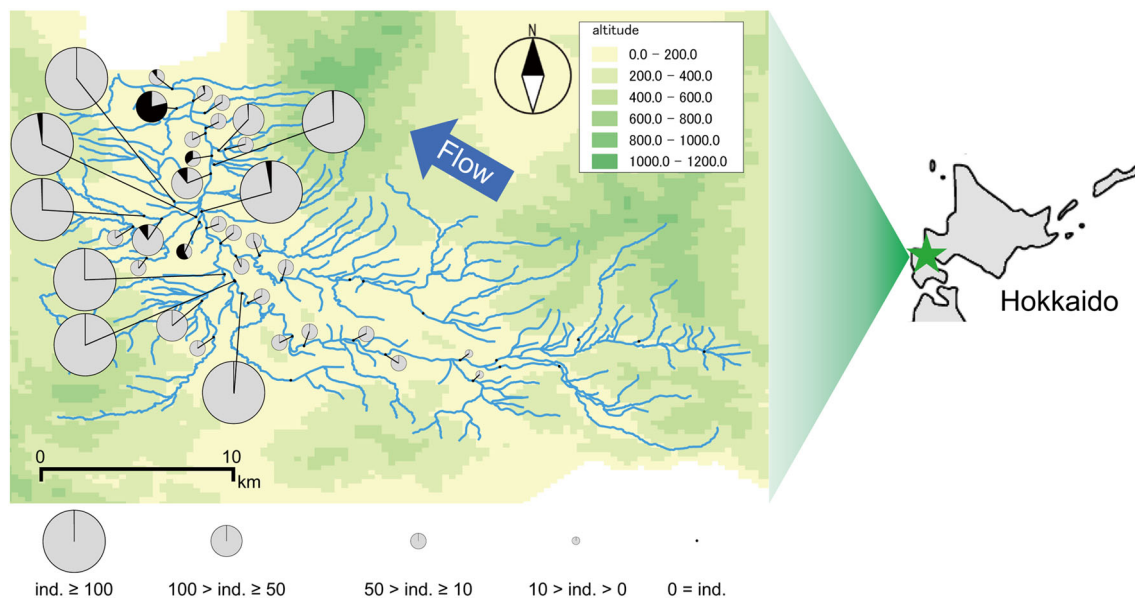 N
altitude
0.0 – 200.0
200.0 – 400.0
400.0 – 600.0
600.0 – 800.0
800.0 – 1000.0
1000.0 – 1200.0
Flow
Hokkaido
0 10
km
ind. ≥ 100 100 > ind. ≥ 50 50 > ind. ≥ 10 10 > ind. > 0 0 = ind.